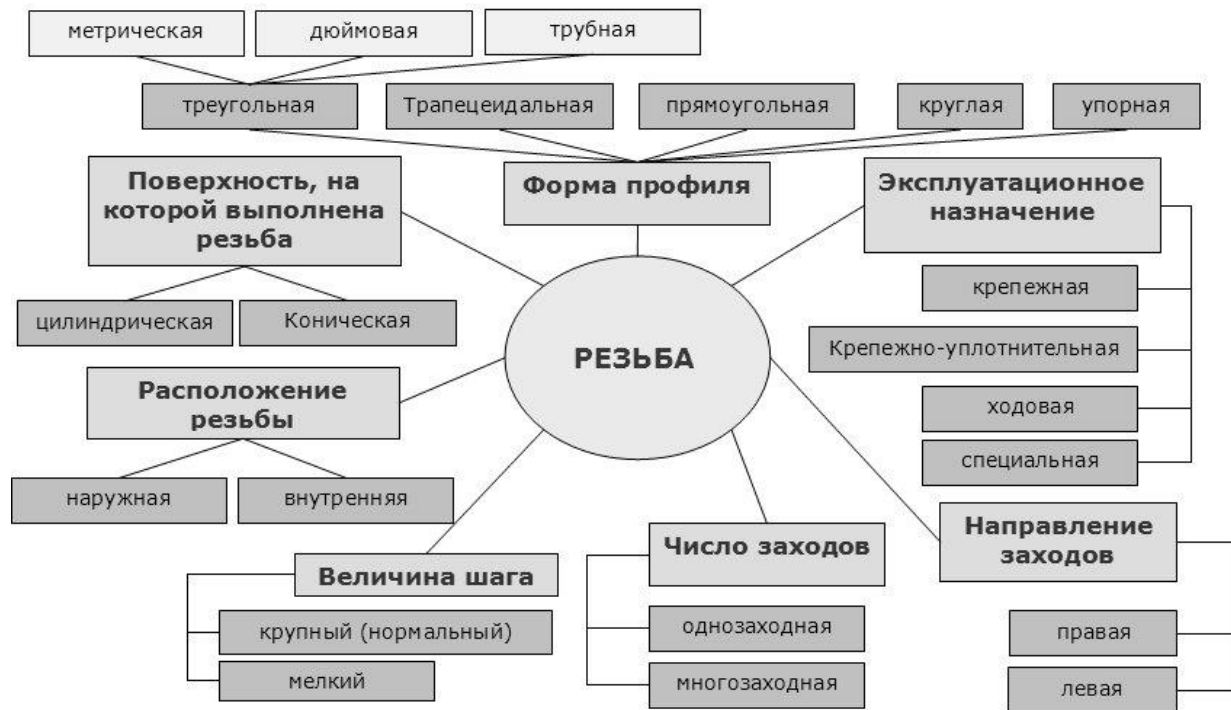 метрическая
дюймовая
трубная
треугольная
Трапецеидальная
прямоугольная
круглая
упорная
Поверхность, на
которой выполнена
резьба
Форма профиля
Эксплуатационное
назначение
цилиндрическая
Коническая
крепежная
РЕЗЬБА
Крепежно-уплотнительная
Расположение
резьбы
ходовая
специальная
наружная
внутренняя
Величина шага
Число заходов
Направление
заходов
крупный (нормальный)
мелкий
однозаходная
многозаходная
правая
левая